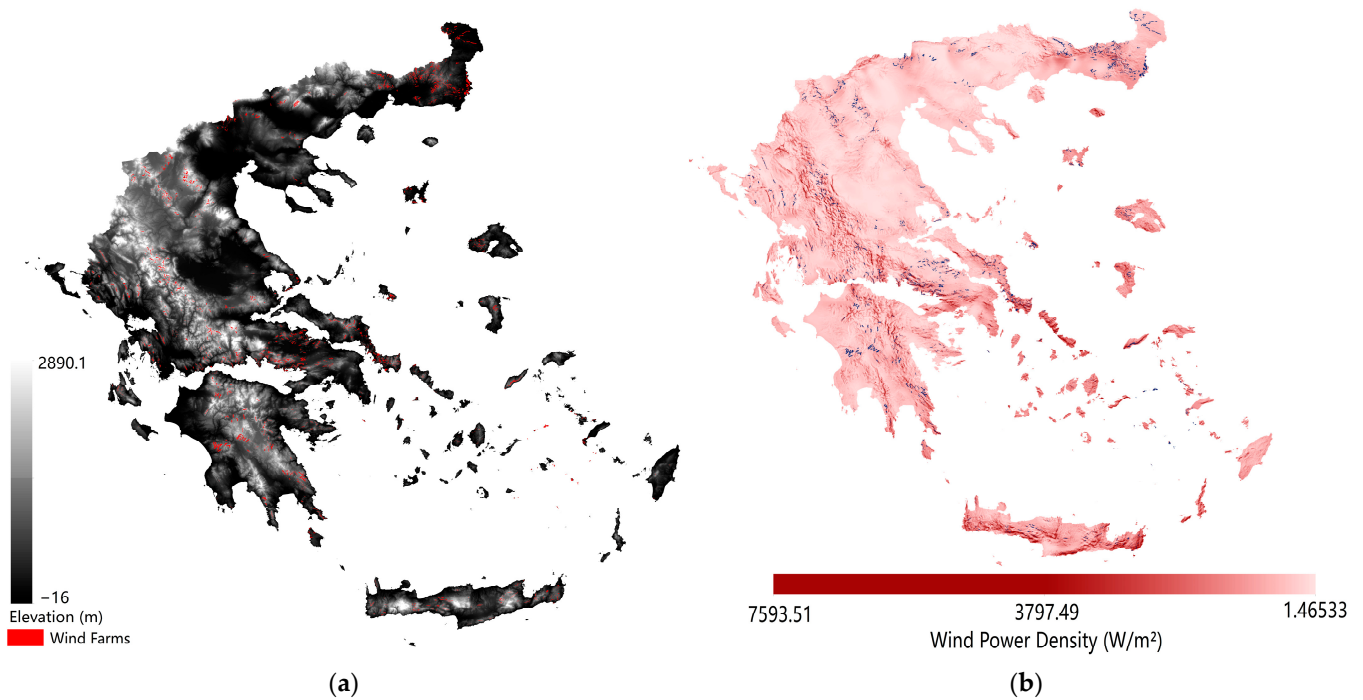 2890.1
−16
Elevation (m)
Wind Farms
(a)
7593.51 3797.49 1.46533
Wind Power Density (W/m²)
(b)